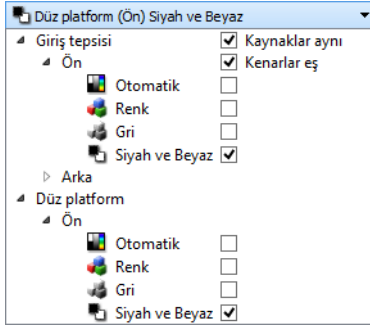 Düz platform (Ön) Siyah ve Beyaz
Giriş tepsisi Kaynaklar aynı
Ön Kenarlar eş
Otomatik
Renk
Gri
Siyah ve Beyaz
Arka
Düz platform
Ön
Otomatik
Renk
Gri
Siyah ve Beyaz